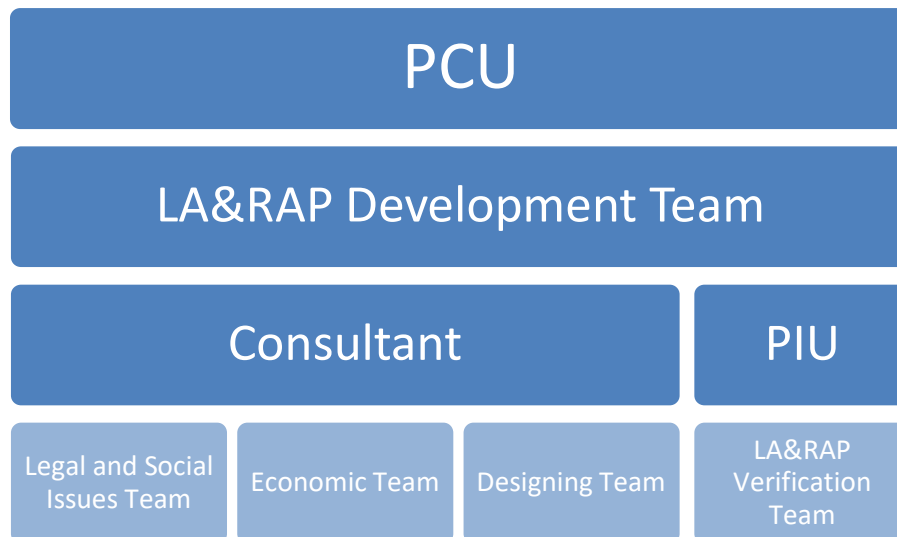 PCU
LA&RAP Development Team
Consultant
PIU
Legal and Social
Issues Team
Economic Team
Designing Team
LA&RAP
Verification
Team